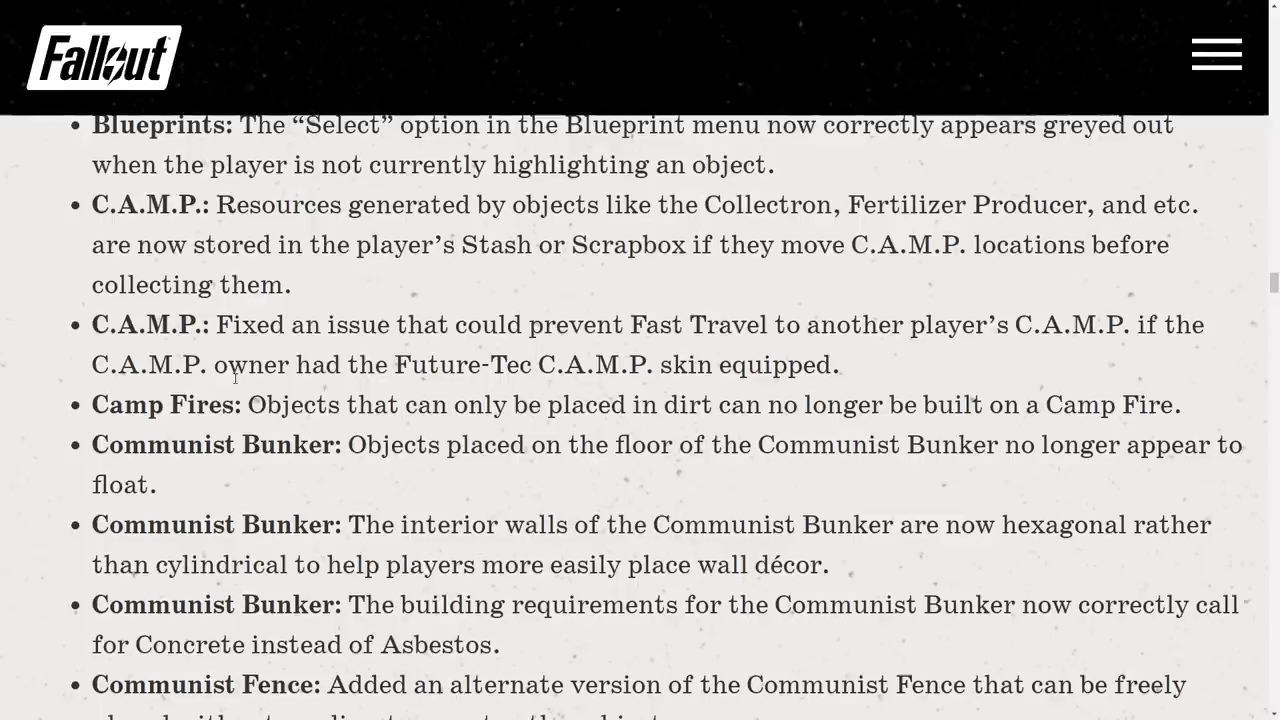 Fallout
• Blueprints: The “Select” option in the Blueprint menu now correctly appears greyed out
when the player is not currently highlighting an object.
• C.A.M.P.: Resources generated by objects like the Collectron, Fertilizer Producer, and etc.
are now stored in the player’s Stash or Scrapbox if they move C.A.M.P. locations before
collecting them.
• C.A.M.P.: Fixed an issue that could prevent Fast Travel to another player’s C.A.M.P. if the
C.A.M.P. owner had the Future-Tec C.A.M.P. skin equipped.
• Camp Fires: Objects that can only be placed in dirt can no longer be built on a Camp Fire.
• Communist Bunker: Objects placed on the floor of the Communist Bunker no longer appear to
float.
• Communist Bunker: The interior walls of the Communist Bunker are now hexagonal rather
than cylindrical to help players more easily place wall décor.
• Communist Bunker: The building requirements for the Communist Bunker now correctly call
for Concrete instead of Asbestos.
• Communist Fence: Added an alternate version of the Communist Fence that can be freely